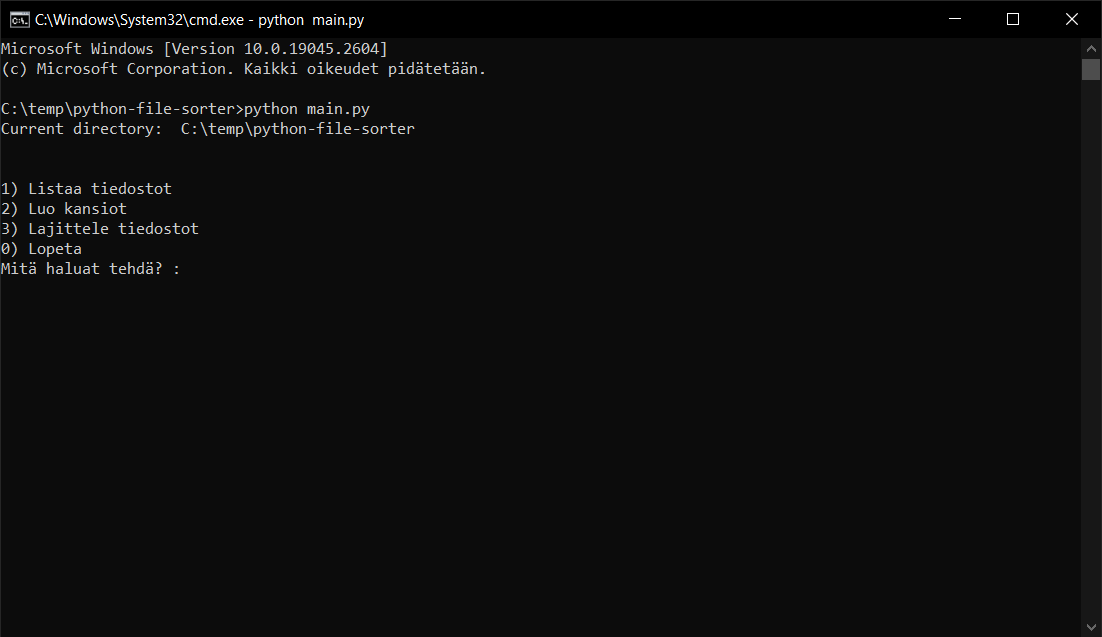 C:\Windows\System32\cmd.exe - python  main.py
Microsoft Windows [Version 10.0.19045.2604]
(c) Microsoft Corporation. Kaikki oikeudet pidätetään.
C:\temp\python-file-sorter>python main.py
Current directory:  C:\temp\python-file-sorter
1) Listaa tiedostot
2) Luo kansiot
3) Lajittele tiedostot
0) Lopeta
Mitä haluat tehdä? :